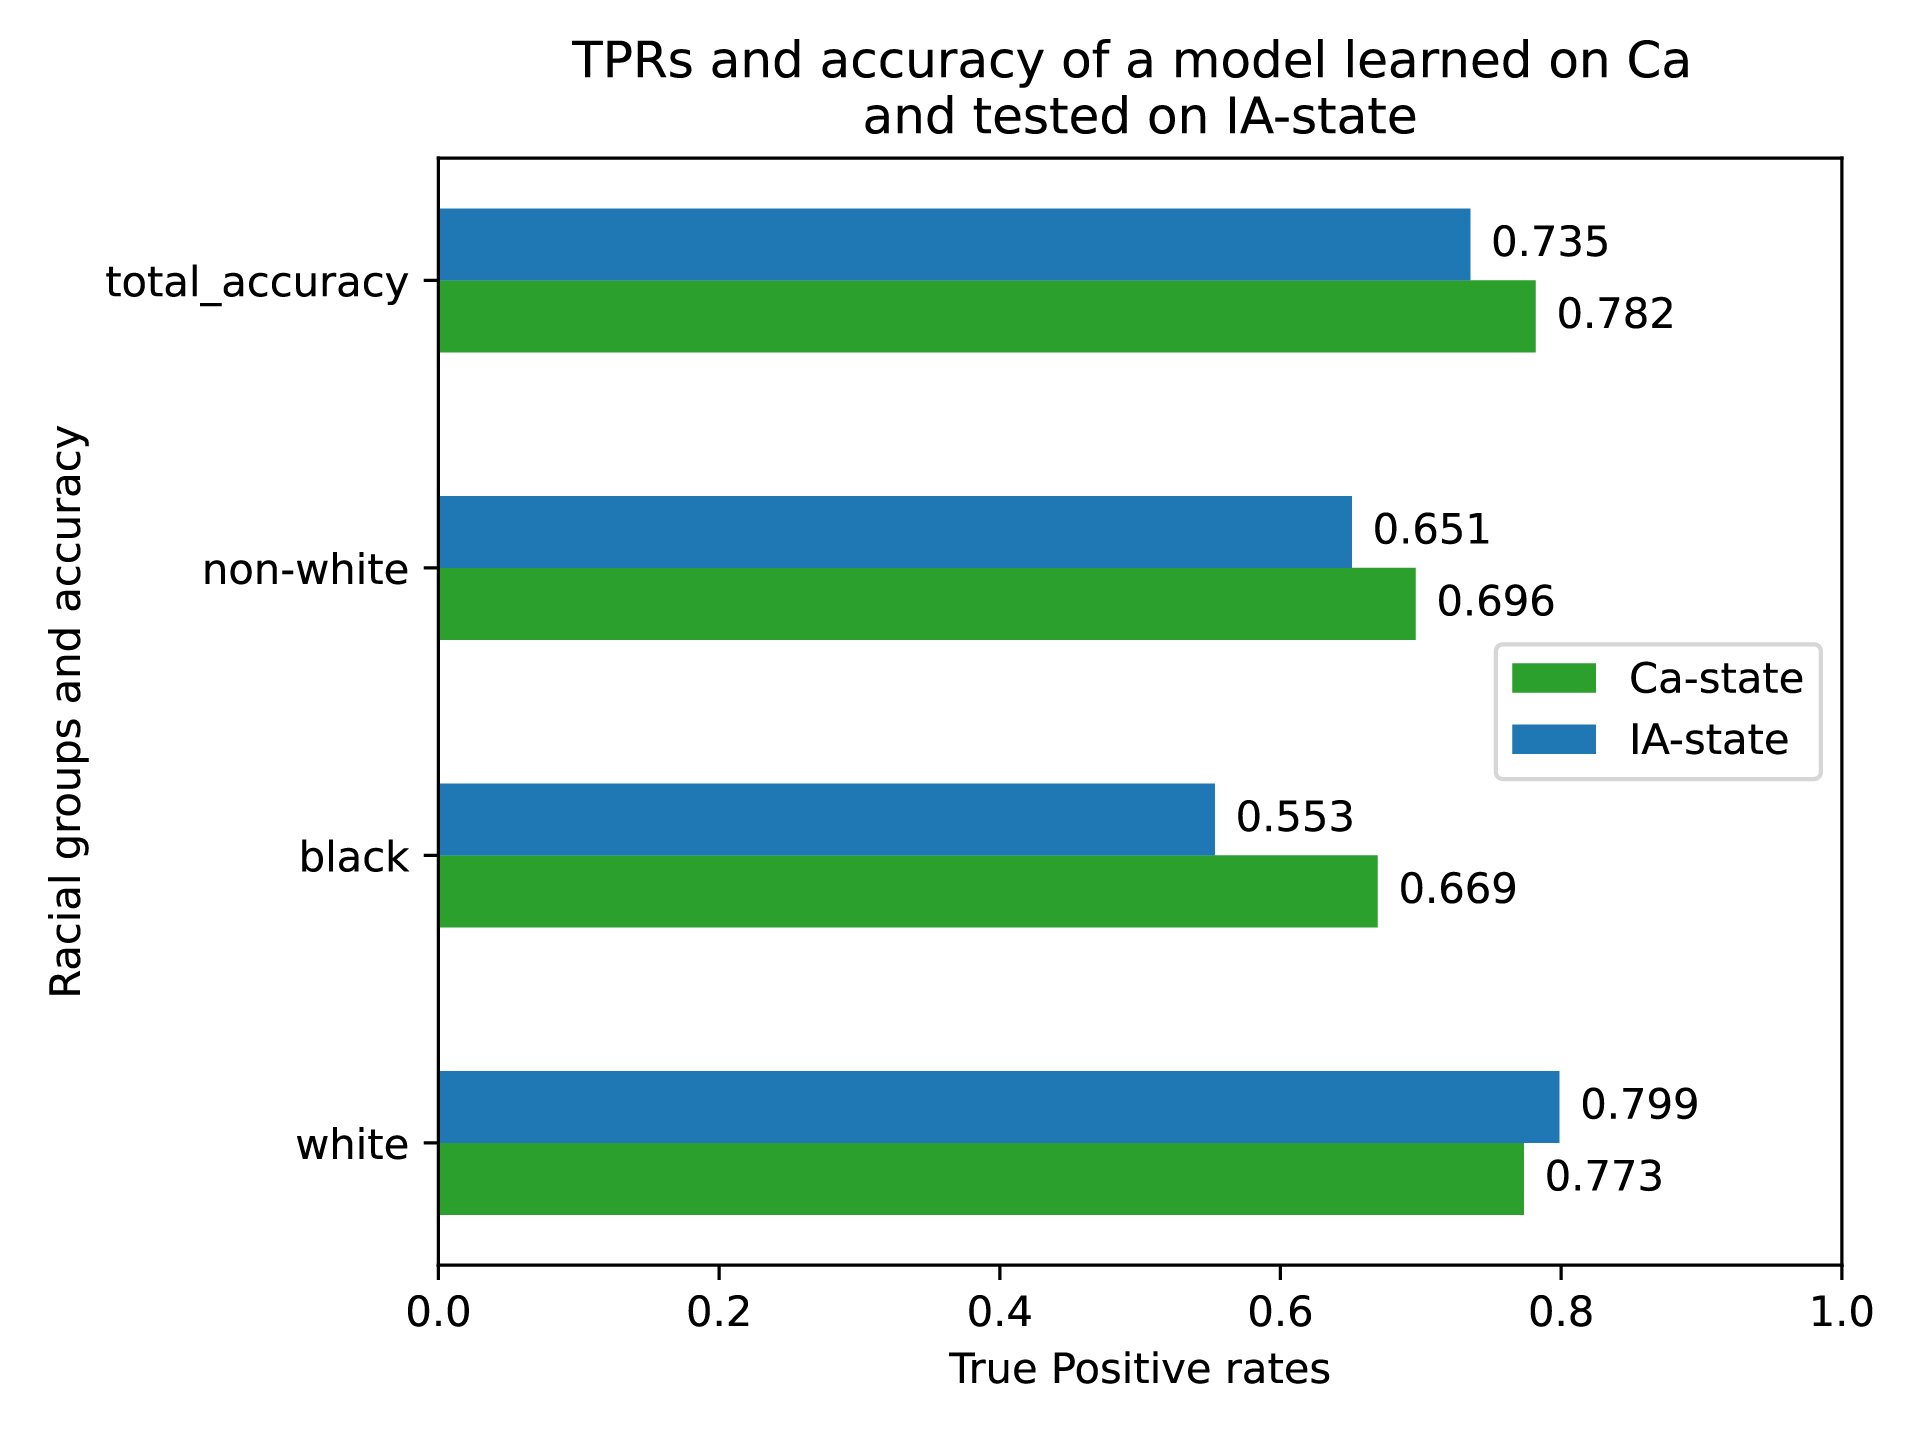 TPRs and accuracy of a model learned on Ca
and tested on IA-state
total_accuracy
0.735
0.782
non-white
0.651
0.696
Ca-state
IA-state
black
0.553
0.669
white
0.799
0.773
Racial groups and accuracy
0.0 0.2 0.4 0.6 0.8 1.0
True Positive rates